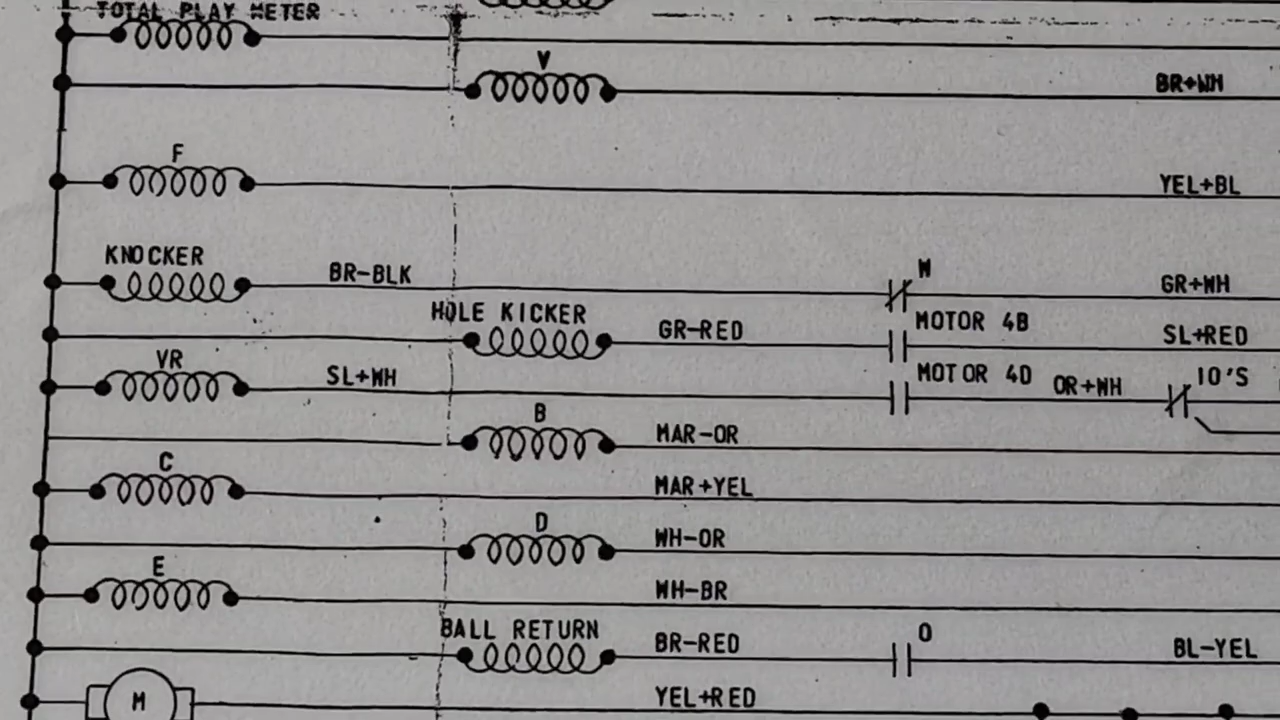 TOTAL PLAY METER
V
BR+WH
F
YEL+BL
KNOCKER
BR-BLK
W
GR+WH
HOLE KICKER
GR-RED
MOTOR 4B
SL+RED
VR
SL+WH
MOTOR 4D
OR+WH
10'S
B
MAR-OR
C
MAR+YEL
D
WH-OR
E
WH-BR
BALL RETURN
BR-RED
O
BL-YEL
M
YEL+RED